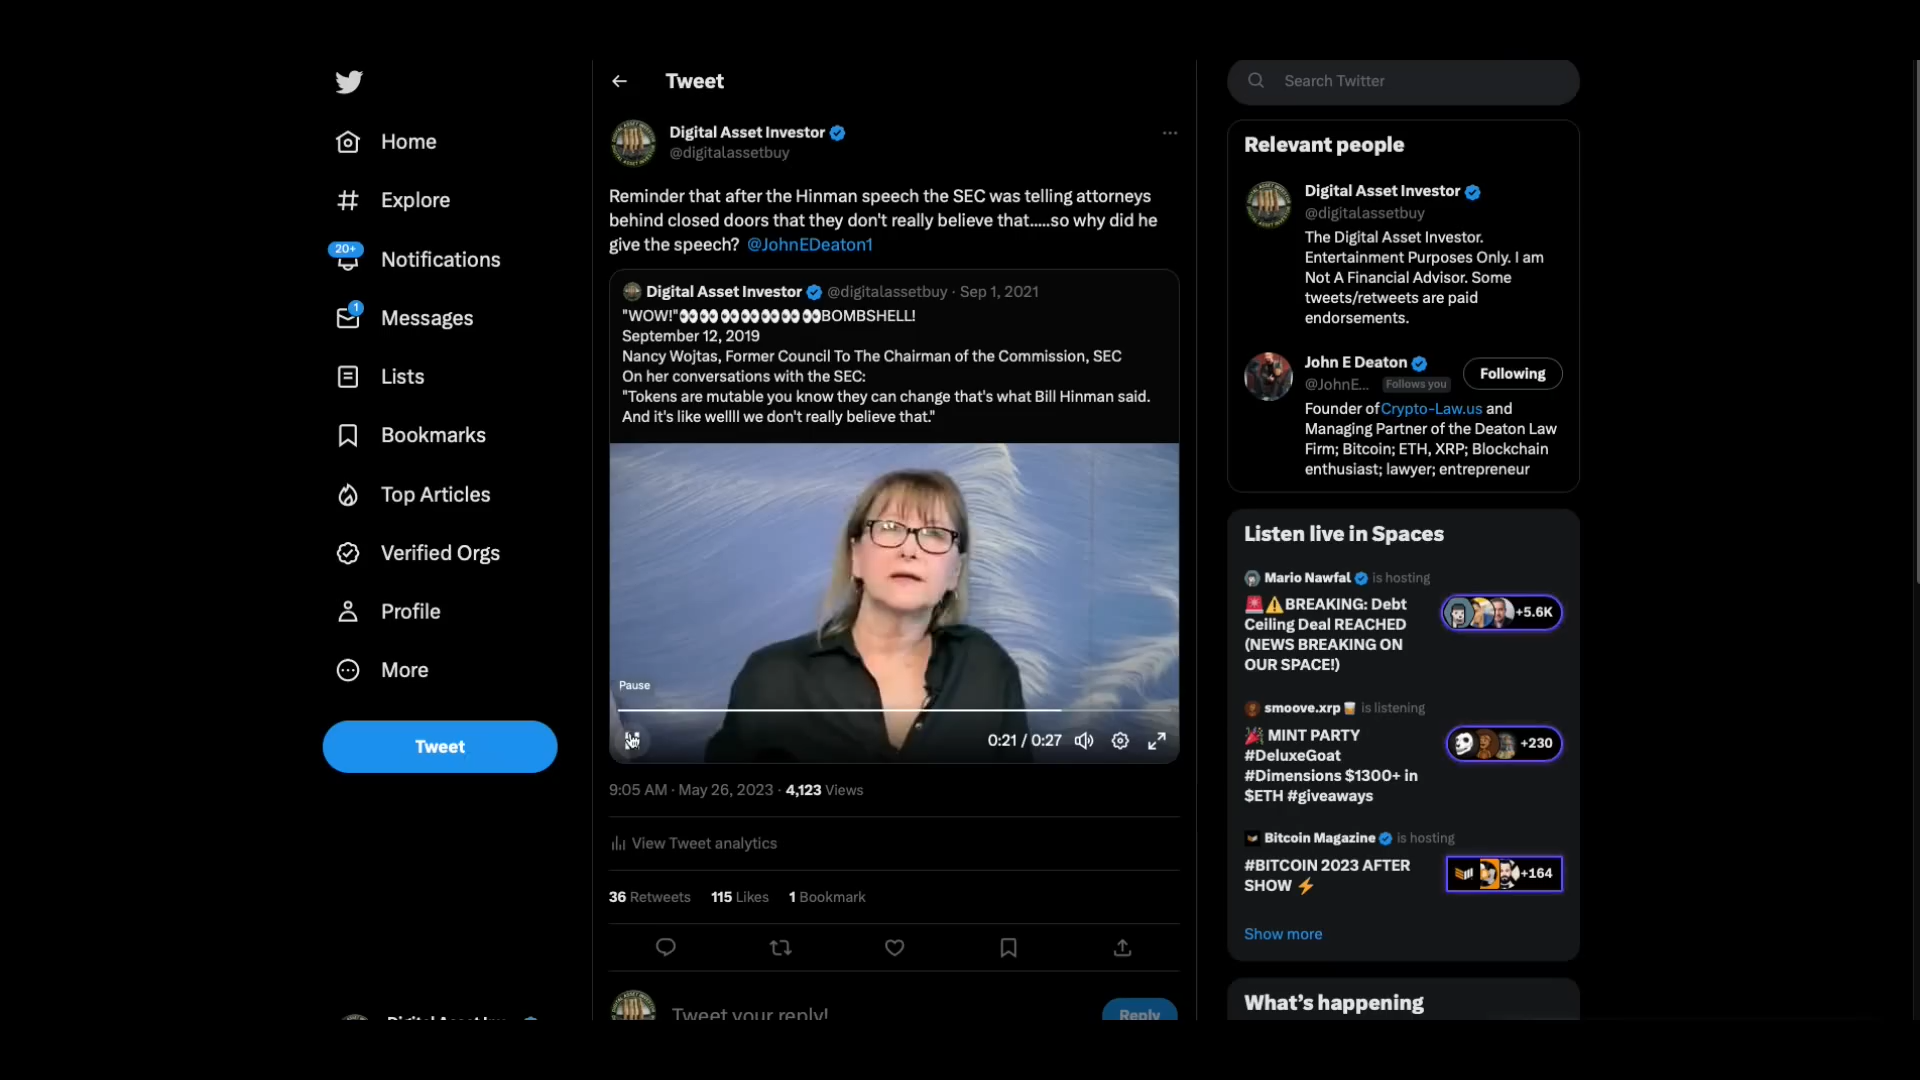 Home
Explore
20+
Notifications
1
Messages
Lists
Bookmarks
Top Articles
Verified Orgs
Profile
More
Tweet
Tweet
Digital Asset Investor
@digitalassetbuy
Reminder that after the Hinman speech the SEC was telling attorneys
behind closed doors that they don't really believe that.....so why did he
give the speech? @JohnEDeaton1
Digital Asset Investor @digitalassetbuy · Sep 1, 2021
"WOW!"👀👀👀👀👀👀👀BOMBSHELL!
September 12, 2019
Nancy Wojtas, Former Council To The Chairman of the Commission, SEC
On her conversations with the SEC:
"Tokens are mutable you know they can change that's what Bill Hinman said.
And it's like wellll we don't really believe that."
Pause
0:21 / 0:27
9:05 AM · May 26, 2023 · 4,123 Views
View Tweet analytics
36 Retweets 115 Likes 1 Bookmark
Tweet your reply!
Reply
Search Twitter
Relevant people
Digital Asset Investor
@digitalassetbuy
The Digital Asset Investor.
Entertainment Purposes Only. I am
Not A Financial Advisor. Some
tweets/retweets are paid
endorsements.
John E Deaton
@JohnE... Follows you
Following
Founder of Crypto-Law.us and
Managing Partner of the Deaton Law
Firm; Bitcoin; ETH, XRP; Blockchain
enthusiast; lawyer; entrepreneur
Listen live in Spaces
Mario Nawfal is hosting
🚨⚠️BREAKING: Debt
Ceiling Deal REACHED
(NEWS BREAKING ON
OUR SPACE!)
+5.6K
smoove.xrp 🥃 is listening
🎉 MINT PARTY
#DeluxeGoat
#Dimensions $1300+ in
$ETH #giveaways
+230
Bitcoin Magazine is hosting
#BITCOIN 2023 AFTER
SHOW ⚡
+164
Show more
What's happening